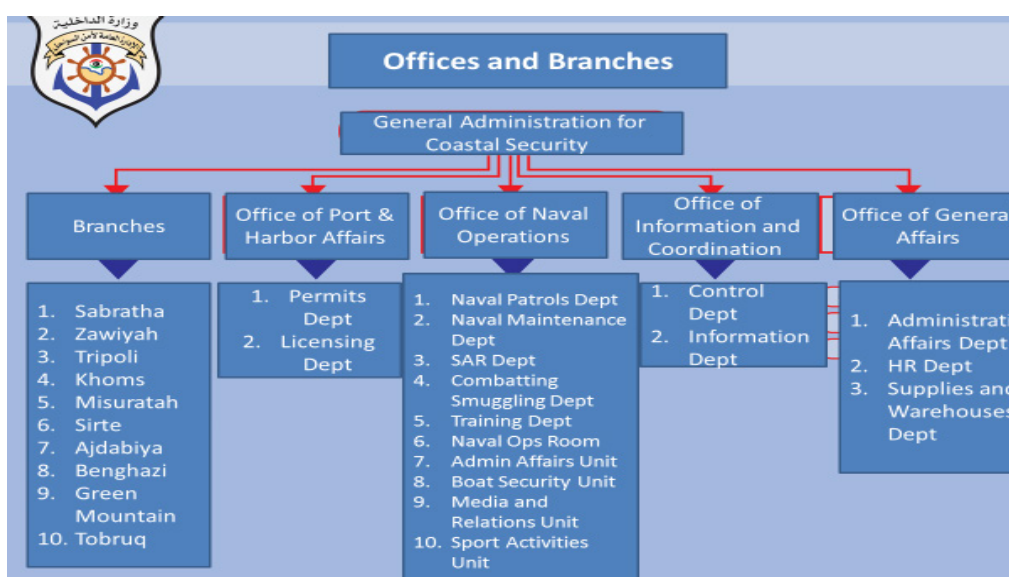 وزارة الداخلية
الإدارة العامة لأمن السواحل
Offices and Branches
General Administration for
Coastal Security
Branches
1. Sabratha
2. Zawiyah
3. Tripoli
4. Khoms
5. Misuratah
6. Sirte
7. Ajdabiya
8. Benghazi
9. Green
Mountain
10. Tobruq
Office of Port &
Harbor Affairs
1. Permits
Dept
2. Licensing
Dept
Office of Naval
Operations
1. Naval Patrols Dept
2. Naval Maintenance
Dept
3. SAR Dept
4. Combatting
Smuggling Dept
5. Training Dept
6. Naval Ops Room
7. Admin Affairs Unit
8. Boat Security Unit
9. Media and
Relations Unit
10. Sport Activities
Unit
Office of
Information and
Coordination
1. Control
Dept
2. Information
Dept
Office of Genera
Affairs
1. Administrati
Affairs Dept
2. HR Dept
3. Supplies and
Warehouses
Dept